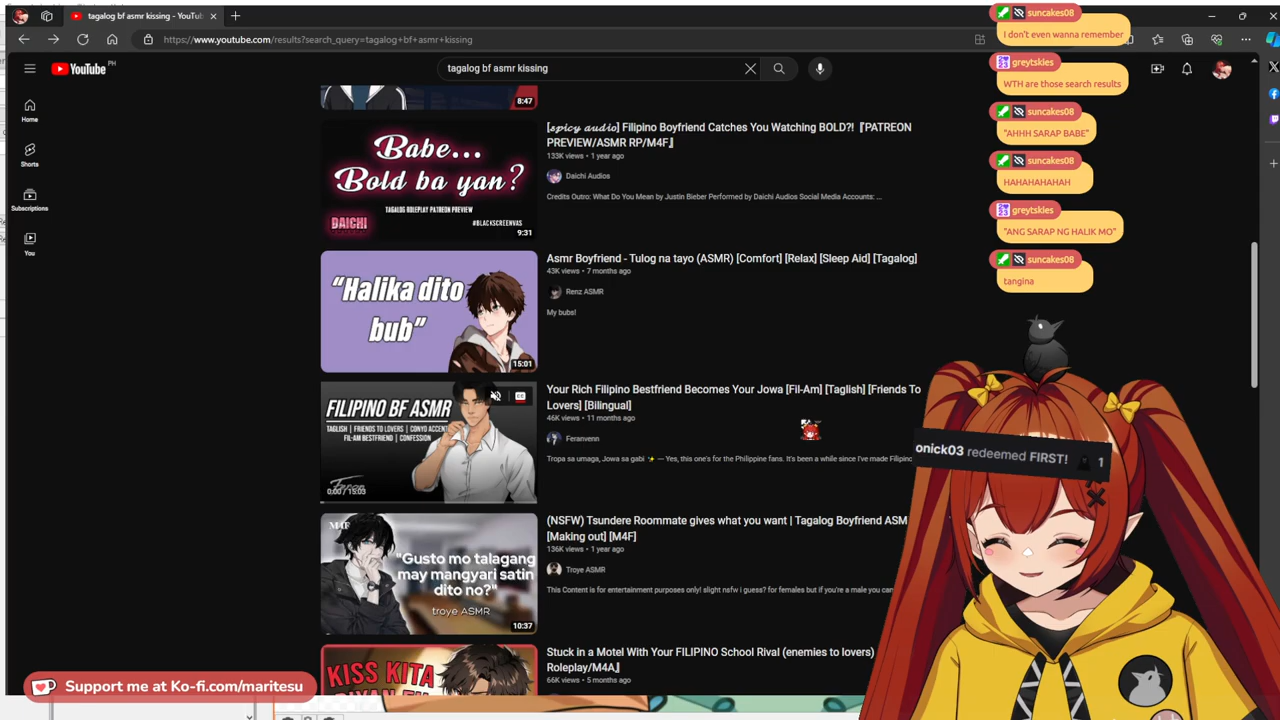 tagalog bf asmr kissing - YouTu
https://www.youtube.com/results?search_query=tagalog+bf+asmr+kissing
YouTube PH
tagalog bf asmr kissing
Home
Shorts
Subscriptions
You
8:47
Babe...
Bold ba yan?
TAGALOG ROLEPLAY PATREON PREVIEW
DAICHI
#BLACKSCREENVAS
9:31
[𝓼𝓹𝓲𝓬𝔂 𝓪𝓾𝓭𝓲𝓸] Filipino Boyfriend Catches You Watching BOLD?!『PATREON
PREVIEW/ASMR RP/M4F』
133K views • 1 year ago
Daichi Audios
Credits Outro: What Do You Mean by Justin Bieber Performed by Daichi Audios Social Media Accounts: ...
"Halika dito
bub"
15:01
Asmr Boyfriend - Tulog na tayo (ASMR) [Comfort] [Relax] [Sleep Aid] [Tagalog]
43K views • 7 months ago
Renz ASMR
My bubs!
FILIPINO BF ASMR
TAGLISH | FRIENDS TO LOVERS | CONYO ACCENT
FIL-AM BESTFRIEND | CONFESSION
0:00 / 15:03
Your Rich Filipino Bestfriend Becomes Your Jowa [Fil-Am] [Taglish] [Friends To
Lovers] [Bilingual]
46K views • 11 months ago
Feranvenn
Tropa sa umaga, Jowa sa gabi ✨ — Yes, this one's for the Philippine fans. It's been a while since I've made Filipino
M4F
"Gusto mo talagang
may mangyari satin
dito no?"
troye ASMR
10:37
(NSFW) Tsundere Roommate gives what you want | Tagalog Boyfriend ASM
[Making out] [M4F]
136K views • 1 year ago
Troye ASMR
This Content is for entertainment purposes only! slight nsfw i guess? for females but if you're a male you can
KISS KITA
Stuck in a Motel With Your FILIPINO School Rival (enemies to lovers)
Roleplay/M4A』
66K views • 5 months ago
suncakes08
I don't even wanna remember
greytskies
WTH are those search results
suncakes08
"AHHH SARAP BABE"
suncakes08
HAHAHAHAHAH
greytskies
"ANG SARAP NG HALIK MO"
suncakes08
tangina
onick03 redeemed FIRST! 1
Support me at Ko-fi.com/maritesu